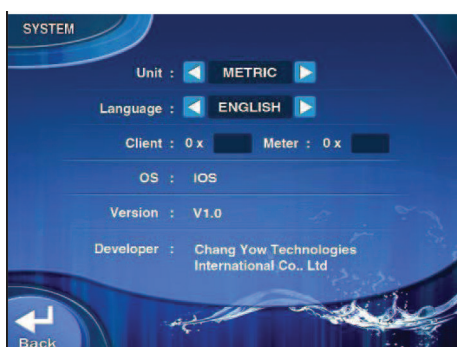 SYSTEM
Unit : METRIC
Language : ENGLISH
Client : 0 x Meter : 0 x
OS : IOS
Version : V1.0
Developer : Chang Yow Technologies
International Co.. Ltd
Back